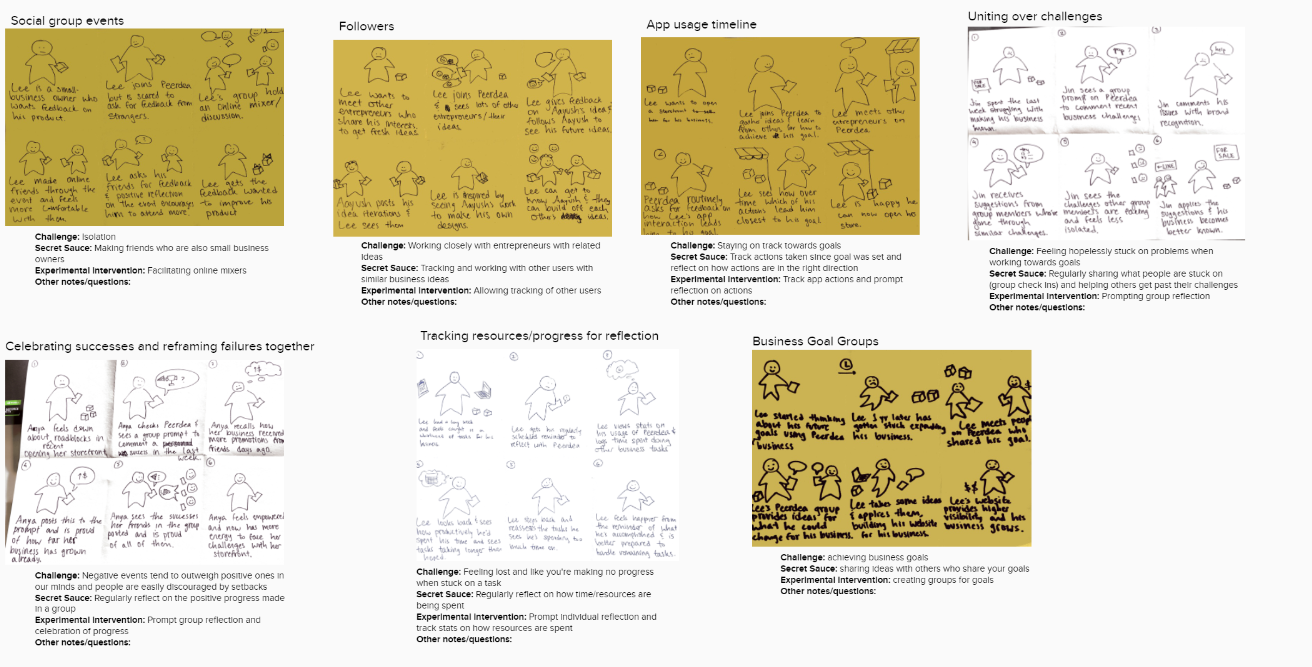 Social group events
Lee is a small-
business owner who
wants feedback on
his product.
Lee joins Peerdea
but is scared to
ask for feedback from
strangers.
Lee's group holds
an online mixer/
discussion.
Lee made online
friends through the
event and feels
more comfortable
with them.
Lee asks his
friends for feedback
& positive reflection
on the event encourages
him to attend more.
Lee gets the
feedback wanted
to improve his
product
Challenge: Isolation
Secret Sauce: Making friends who are also small business
owners
Experimental intervention: Facilitating online mixers
Other notes/questions:
Followers
Lee wants to
meet other
entrepreneurs who
share his interests
to get fresh ideas.
Lee joins Peerdea
& sees lots of other
entrepreneurs/their
ideas.
Lee gives feedback
on Aayush's ideas &
follows Aayush to
see his future ideas.
Aayush posts his
idea iterations &
Lee sees them.
Lee is inspired by
seeing Aayush's work
to make his own
designs.
Lee can get to
know Aayush & they
can build off each
other's ideas.
Challenge: Working closely with entrepreneurs with related
ideas
Secret Sauce: Tracking and working with other users with
similar business ideas
Experimental intervention: Allowing tracking of other users
Other notes/questions:
App usage timeline
Lee wants to open
a storefront
for his business.
Lee joins Peerdea to
gather ideas & learn
from others for how to
achieve his goal.
Lee meets other
entrepreneurs on
Peerdea
Peerdea routinely
asks for feedback on
how Lee's app
interaction leads
him to his goal
Lee sees how over
time which of his
actions lead him
closest to his goal.
Lee is happy he
can now open his
store.
Challenge: Staying on track towards goals
Secret Sauce: Track actions taken since goal was set and
reflect on how actions are in the right direction
Experimental intervention: Track app actions and prompt
reflection on actions
Other notes/questions:
Uniting over challenges
Jin spent the last
week struggling with
making his business
known.
Jin sees a group
prompt on Peerdea
to comment recent
business challenges
Jin comments his
issues with brand
recognition.
Jin receives
suggestions from
group members who've
gone through
similar challenges.
Jin sees the
challenges other group
members are facing
and feels less
isolated.
FOR
SALE
Jin applies the
suggestions & his
business becomes
better known.
Challenge: Feeling hopelessly stuck on problems when
working towards goals
Secret Sauce: Regularly sharing what people are stuck on
(group check ins) and helping others get past their challenges
Experimental intervention: Prompting group reflection
Other notes/questions:
Celebrating successes and reframing failures together
Anya feels down
about roadblocks in
recent
opening her storefront
Anya checks Peerdea &
sees a group prompt to
comment a
success in the last
week.
Anya recalls how
her business received
more promotions from
friends days ago.
Anya posts this to the
prompt and is proud
of how far her
business has grown
already.
Anya sees the successes
her friends in the group
posted and is proud
of all of them.
Anya feels empowered
and now has more
energy to face her
challenges with her
storefront.
Challenge: Negative events tend to outweigh positive ones in
our minds and people are easily discouraged by setbacks
Secret Sauce: Regularly reflect on the positive progress made
in a group
Experimental intervention: Prompt group reflection and
celebration of progress
Other notes/questions:
Tracking resources/progress for reflection
Lee had a long week
and feels caught in a
whirlwind of tasks for his
business
Lee gets his regularly
scheduled reminder to
reflect with Peerdea
Lee views stats on
his usage of Peerdea &
logs time spent doing
other business tasks
Lee looks back & sees
how productively he'd
spent his time and sees
tasks taking longer than
Lee steps back and
reassess the tasks he
sees he's spending too
much time on.
Lee feels happier from
the reminder of what
he's accomplished & is
better prepared to
handle remaining tasks.
Challenge: Feeling lost and like you're making no progress
when stuck on a task
Secret Sauce: Regularly reflect on how time/resources are
being spent
Experimental intervention: Prompt individual reflection and
track stats on how resources are spent
Other notes/questions:
Business Goal Groups
Lee started thinking
about his future
goals using Peerdea
business
Lee 1 yr later has
gotten stuck expanding
his business.
Lee meets people
on Peerdea who
shared his goal.
Lee's Peerdea group
provides ideas for
what he could
change for his business.
Lee takes some ideas
& applies them,
building his website
for his business.
Lee's website
provides higher
visibility and his
business grows.
Challenge: achieving business goals
Secret Sauce: sharing ideas with others who share your goals
Experimental intervention: creating groups for goals
Other notes/questions: